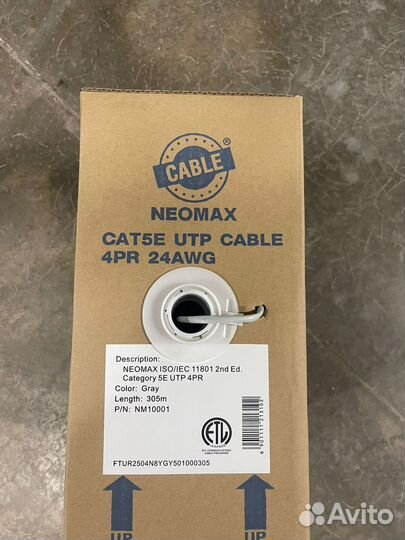 CABLE
®
NEOMAX
CAT5E UTP CABLE
4PR 24AWG
Description:
NEOMAX ISO/IEC 11801 2nd Ed.
Category 5E UTP 4PR
Color: Gray
Length: 305m
P/N: NM10001
ETL
FTUR2504N8YGY501000305
UP
UP
Avito